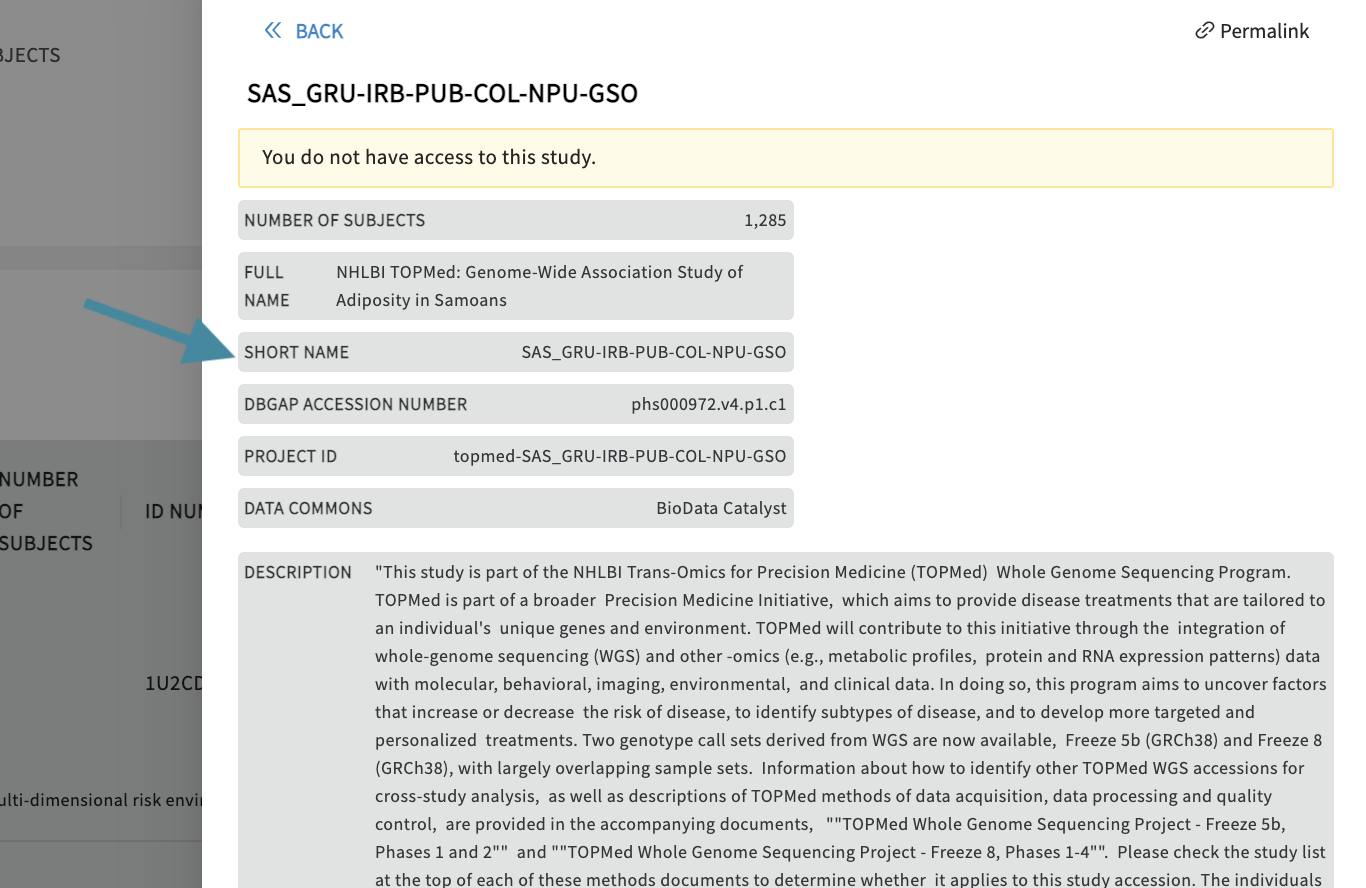 BACK
Permalink
SAS_GRU-IRB-PUB-COL-NPU-GSO
You do not have access to this study.
NUMBER OF SUBJECTS 1,285
FULL NAME NHLBI TOPMed: Genome-Wide Association Study of
Adiposity in Samoans
SHORT NAME SAS_GRU-IRB-PUB-COL-NPU-GSO
DBGAP ACCESSION NUMBER phs000972.v4.p1.c1
PROJECT ID topmed-SAS_GRU-IRB-PUB-COL-NPU-GSO
DATA COMMONS BioData Catalyst
DESCRIPTION "This study is part of the NHLBI Trans-Omics for Precision Medicine (TOPMed)  Whole Genome Sequencing Program.
TOPMed is part of a broader  Precision Medicine Initiative,  which aims to provide disease treatments that are tailored to
an individual's  unique genes and environment. TOPMed will contribute to this initiative through the  integration of
whole-genome sequencing (WGS) and other -omics (e.g., metabolic profiles,  protein and RNA expression patterns) data
with molecular, behavioral, imaging, environmental,  and clinical data. In doing so, this program aims to uncover factors
that increase or decrease  the risk of disease, to identify subtypes of disease, and to develop more targeted and
personalized  treatments. Two genotype call sets derived from WGS are now available,  Freeze 5b (GRCh38) and Freeze 8
(GRCh38), with largely overlapping sample sets.  Information about how to identify other TOPMed WGS accessions for
cross-study analysis,  as well as descriptions of TOPMed methods of data acquisition, data processing and quality
control,  are provided in the accompanying documents,   ""TOPMed Whole Genome Sequencing Project - Freeze 5b,
Phases 1 and 2""  and ""TOPMed Whole Genome Sequencing Project - Freeze 8, Phases 1-4"".  Please check the study list
at the top of each of these methods documents to determine whether  it applies to this study accession. The individuals
BJECTS
NUMBER
OF
SUBJECTS
ID NUM
1U2CD
ulti-dimensional risk envir